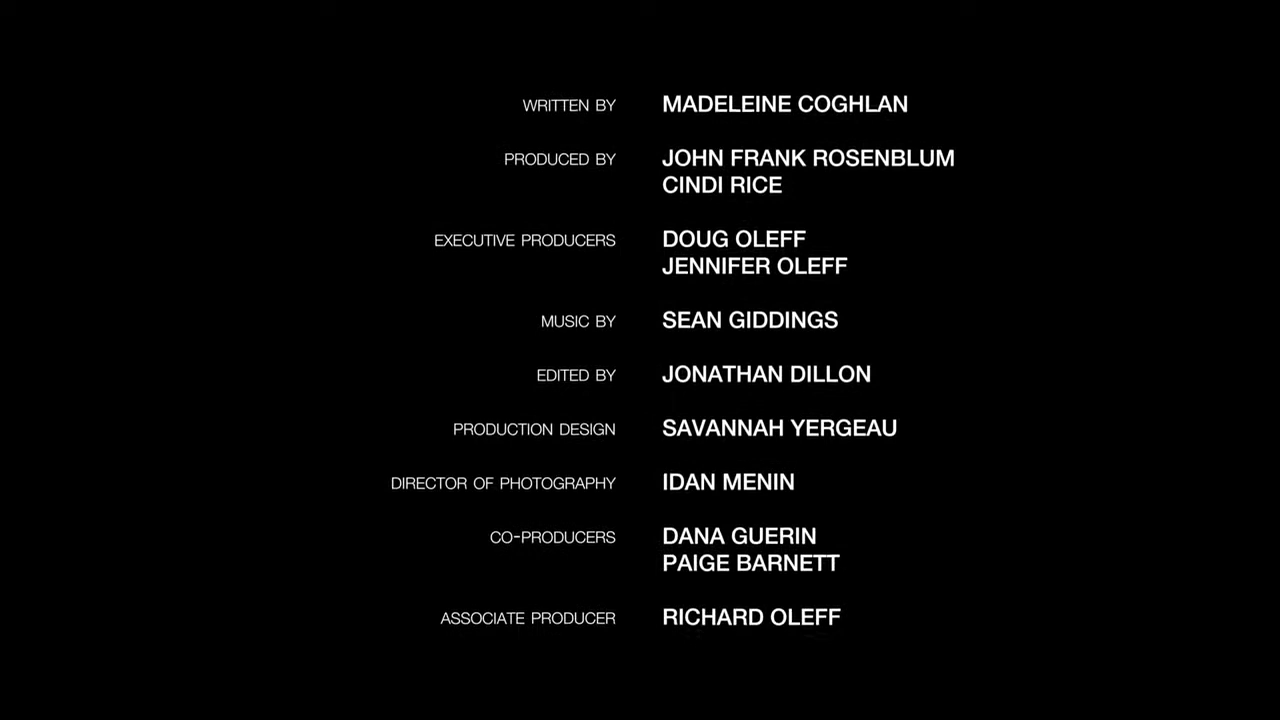 WRITTEN BY MADELEINE COGHLAN
PRODUCED BY JOHN FRANK ROSENBLUM
CINDI RICE
EXECUTIVE PRODUCERS DOUG OLEFF
JENNIFER OLEFF
MUSIC BY SEAN GIDDINGS
EDITED BY JONATHAN DILLON
PRODUCTION DESIGN SAVANNAH YERGEAU
DIRECTOR OF PHOTOGRAPHY IDAN MENIN
CO-PRODUCERS DANA GUERIN
PAIGE BARNETT
ASSOCIATE PRODUCER RICHARD OLEFF